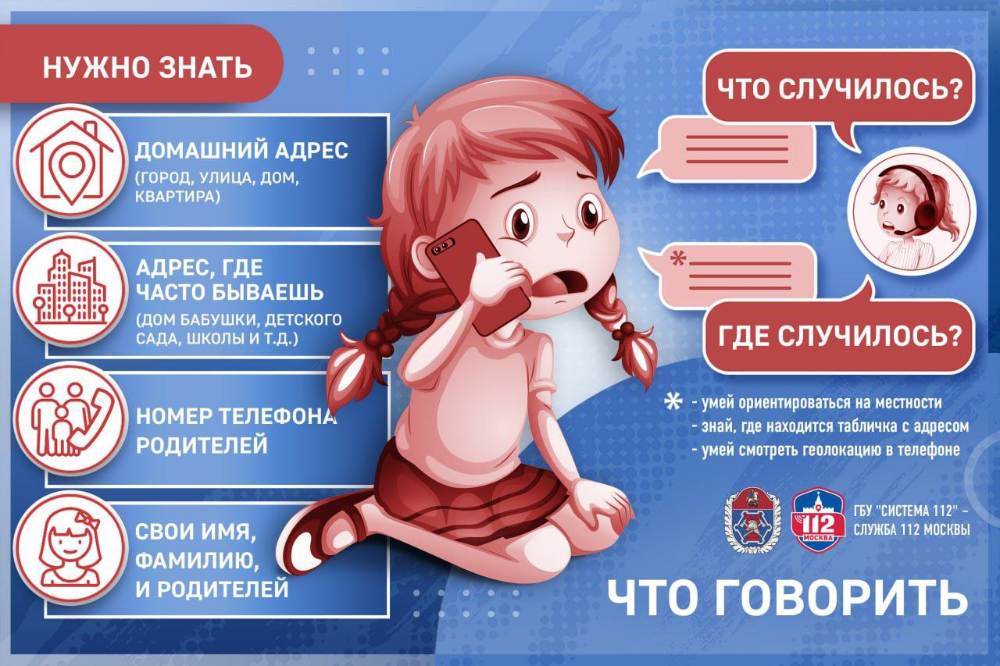 НУЖНО ЗНАТЬ
ДОМАШНИЙ АДРЕС
(ГОРОД, УЛИЦА, ДОМ,
КВАРТИРА)
АДРЕС, ГДЕ
ЧАСТО БЫВАЕШЬ
(ДОМ БАБУШКИ, ДЕТСКОГО
САДА, ШКОЛЫ И Т.Д.)
НОМЕР ТЕЛЕФОНА
РОДИТЕЛЕЙ
СВОИ ИМЯ,
ФАМИЛИЮ,
И РОДИТЕЛЕЙ
ЧТО СЛУЧИЛОСЬ?
*
ГДЕ СЛУЧИЛОСЬ?
* - умей ориентироваться на местности
- знай, где находится табличка с адресом
- умей смотреть геолокацию в телефоне
112
МОСКВА
ГБУ "СИСТЕМА 112" –
СЛУЖБА 112 МОСКВЫ
ЧТО ГОВОРИТЬ